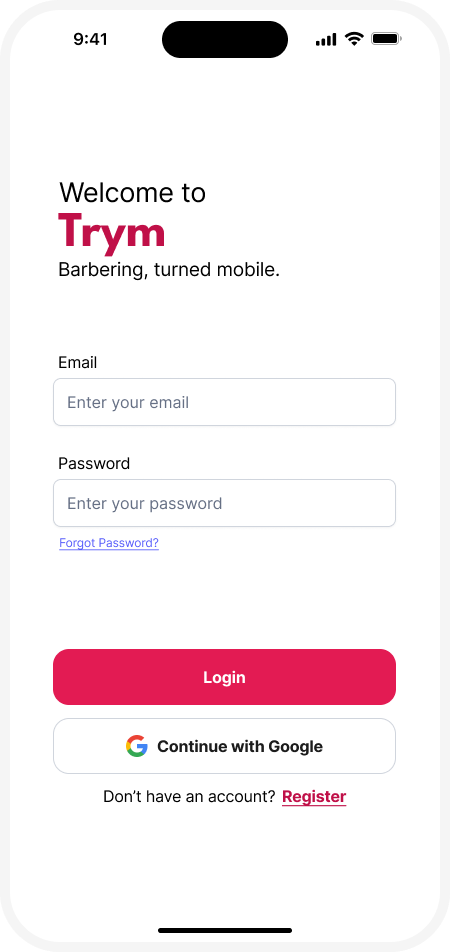 9:41
Welcome to
Trym
Barbering, turned mobile.
Email
Enter your email
Password
Enter your password
Forgot Password?
Login
Continue with Google
Don’t have an account? Register